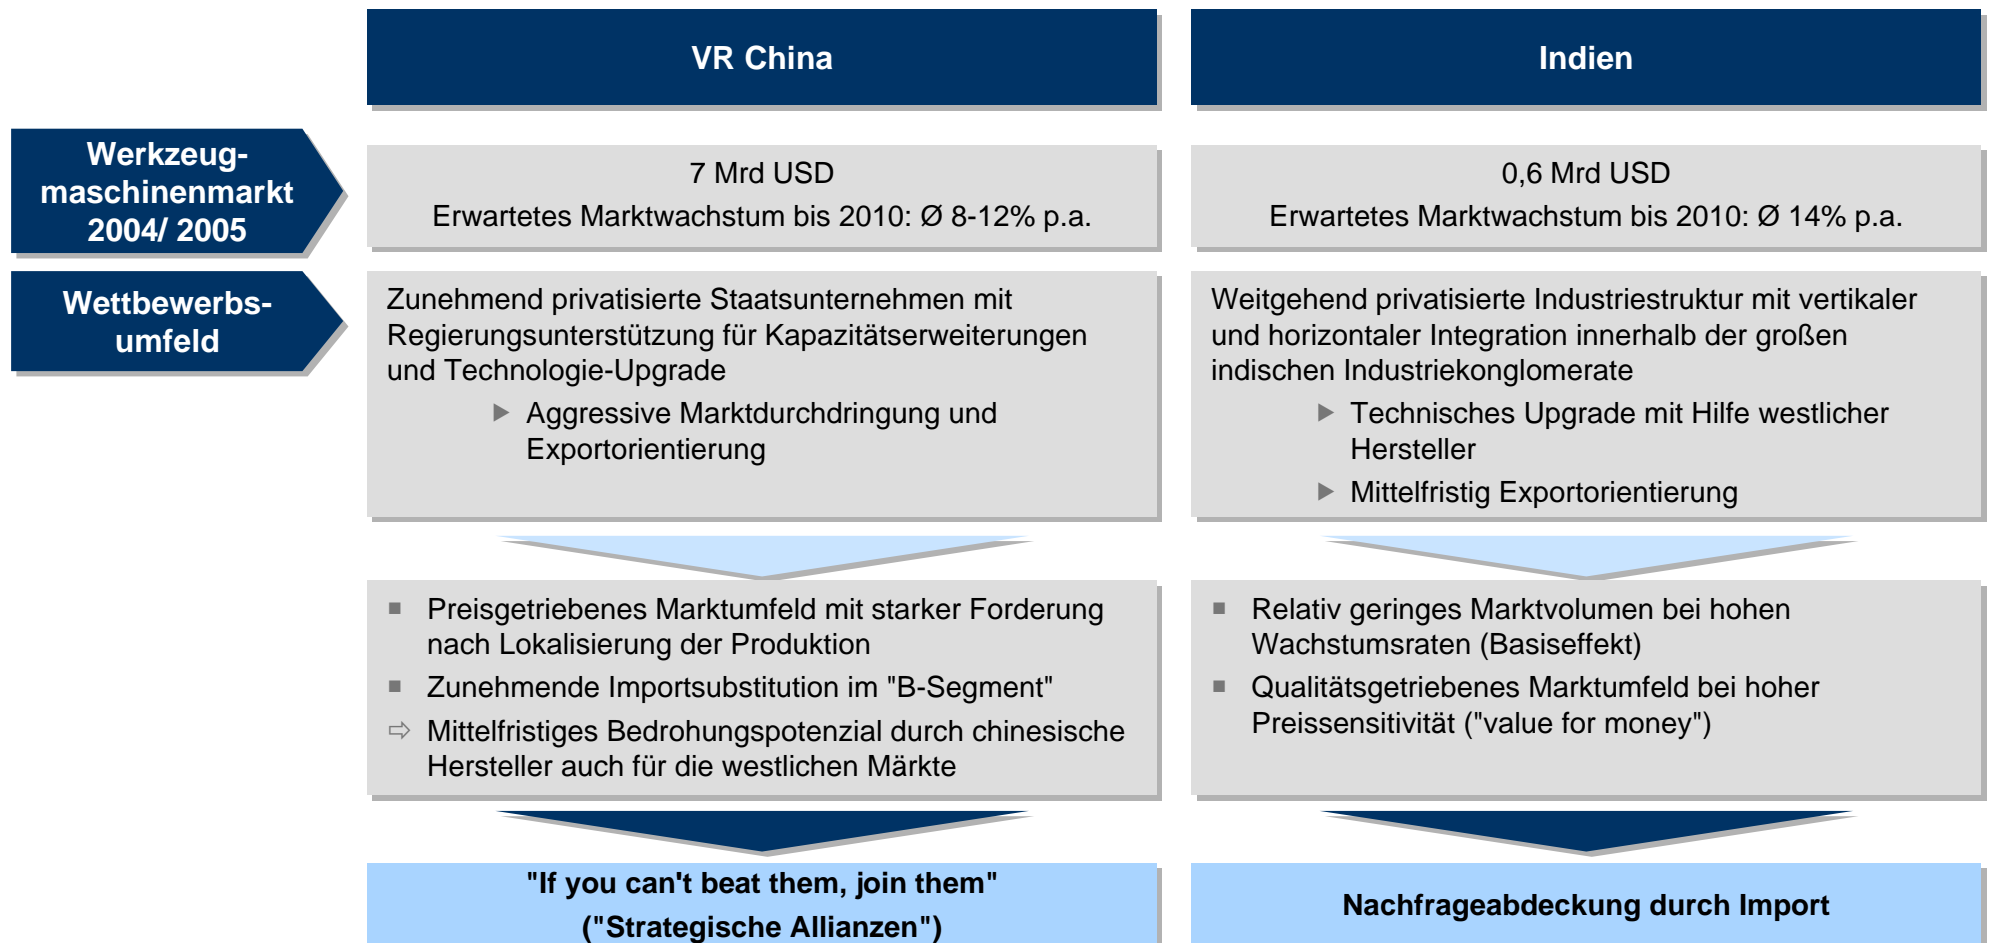 VR China
Indien
Werkzeug-
maschinenmarkt
2004/ 2005
7 Mrd USD
Erwartetes Marktwachstum bis 2010: Ø 8-12% p.a.
0,6 Mrd USD
Erwartetes Marktwachstum bis 2010: Ø 14% p.a.
Wettbewerbs-
umfeld
Zunehmend privatisierte Staatsunternehmen mit
Regierungsunterstützung für Kapazitätserweiterungen
und Technologie-Upgrade
Aggressive Marktdurchdringung und
Exportorientierung
Weitgehend privatisierte Industriestruktur mit vertikaler
und horizontaler Integration innerhalb der großen
indischen Industriekonglomerate
Technisches Upgrade mit Hilfe westlicher
Hersteller
Mittelfristig Exportorientierung
Preisgetriebenes Marktumfeld mit starker Forderung
nach Lokalisierung der Produktion
Zunehmende Importsubstitution im "B-Segment"
⇨ Mittelfristiges Bedrohungspotenzial durch chinesische
Hersteller auch für die westlichen Märkte
Relativ geringes Marktvolumen bei hohen
Wachstumsraten (Basiseffekt)
Qualitätsgetriebenes Marktumfeld bei hoher
Preissensitivität ("value for money")
"If you can't beat them, join them"
("Strategische Allianzen")
Nachfrageabdeckung durch Import